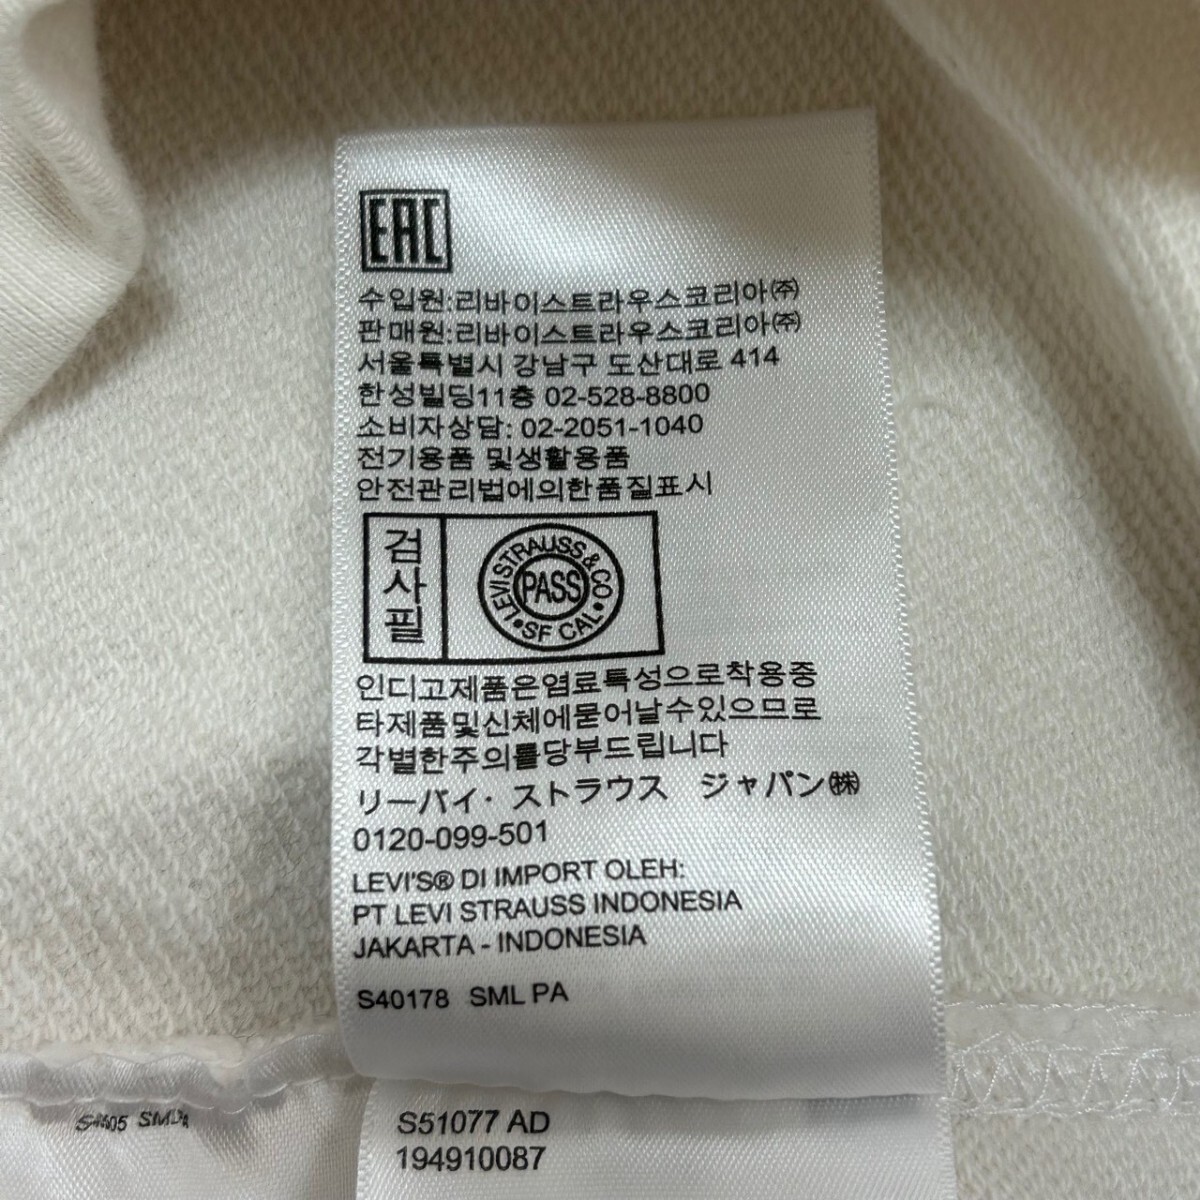 EAC
수입원:리바이스트라우스코리아㈜
판매원:리바이스트라우스코리아㈜
서울특별시 강남구 도산대로 414
한성빌딩11층 02-528-8800
소비자상담: 02-2051-1040
전기용품 및생활용품
안전관리법에의한품질표시
검사필
LEVI STRAUSS & CO
PASS
SF CAL
인디고제품은염료특성으로착용중
타제품및신체에묻어날수있으므로
각별한주의를당부드립니다
リーバイ・ストラウス ジャパン㈱
0120-099-501
LEVI'S® DI IMPORT OLEH:
PT LEVI STRAUSS INDONESIA
JAKARTA - INDONESIA
S40178 SML PA
S51077 AD
194910087